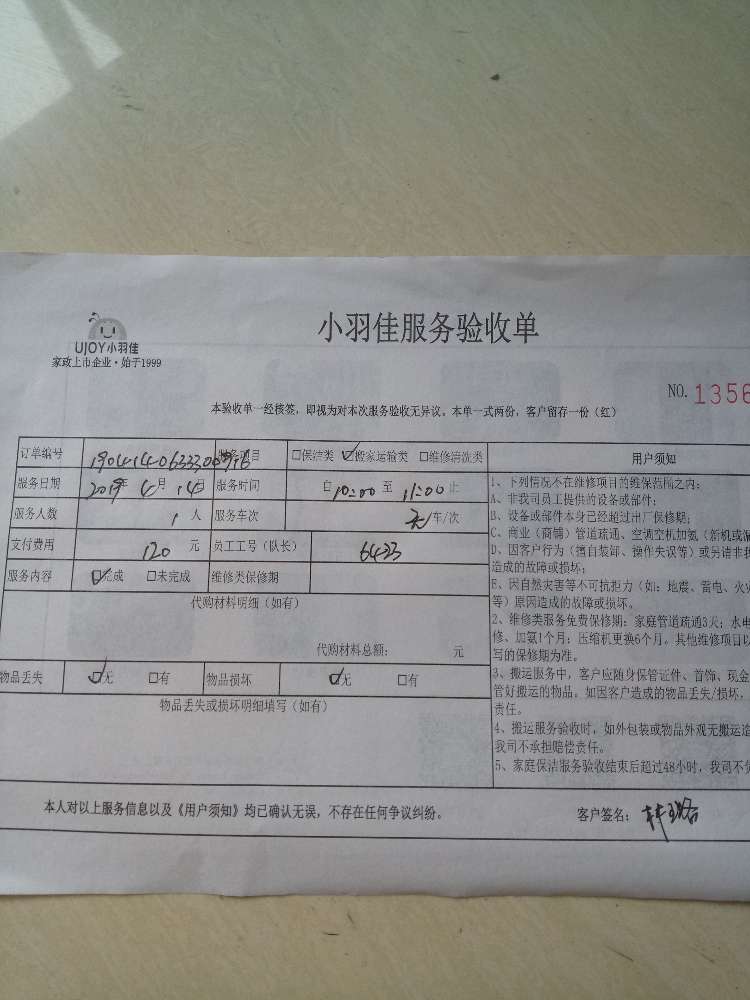 小羽佳服务验收单
UJOY小羽佳
家政上市企业·始于1999
NO. 1356
本验收单一经核签，即视为对本次服务验收无异议。本单一式两份，客户留存一份（红）
订单编号 服务项目 □保洁类 ☑搬家运输类 □维修清洗类
服务日期 2019年 4月 14日 服务时间 自 10:00 至 11:00 止
服务人数 1 人 服务车次 无 车/次
支付费用 120 元 员工工号（队长） 6433
服务内容 ☑完成 □未完成 维修类保修期
代购材料明细（如有）
代购材料总额： 元
物品丢失 ☑无 □有 物品损坏 ☑无 □有
物品丢失或损坏明细填写（如有）
用户须知
1、下列情况不在维修项目的维保范畴之内：
A、非我司员工提供的设备或部件；
B、设备或部件本身已经超过出厂保修期；
C、商业（商铺）管道疏通、空调空机加氨（新机或漏
D、因客户行为（擅自装卸、操作失误等）或另请非我
造成的故障或损坏；
E、因自然灾害等不可抗拒力（如：地震、雷电、火灾
等）原因造成的故障或损坏。
2、维修类服务免费保修期：家庭管道疏通3天；水电
修、加氨1个月；压缩机更换6个月。其他维修项目以
写的保修期为准。
3、搬运服务中，客户应随身保管证件、首饰、现金
管好搬运的物品。如因客户造成的物品丢失/损坏，
责任。
4、搬运服务验收时，如外包装或物品外观无搬运造
我司不承担赔偿责任。
5、家庭保洁服务验收结束后超过48小时，我司不负
本人对以上服务信息以及《用户须知》均已确认无误，不存在任何争议纠纷。
客户签名：